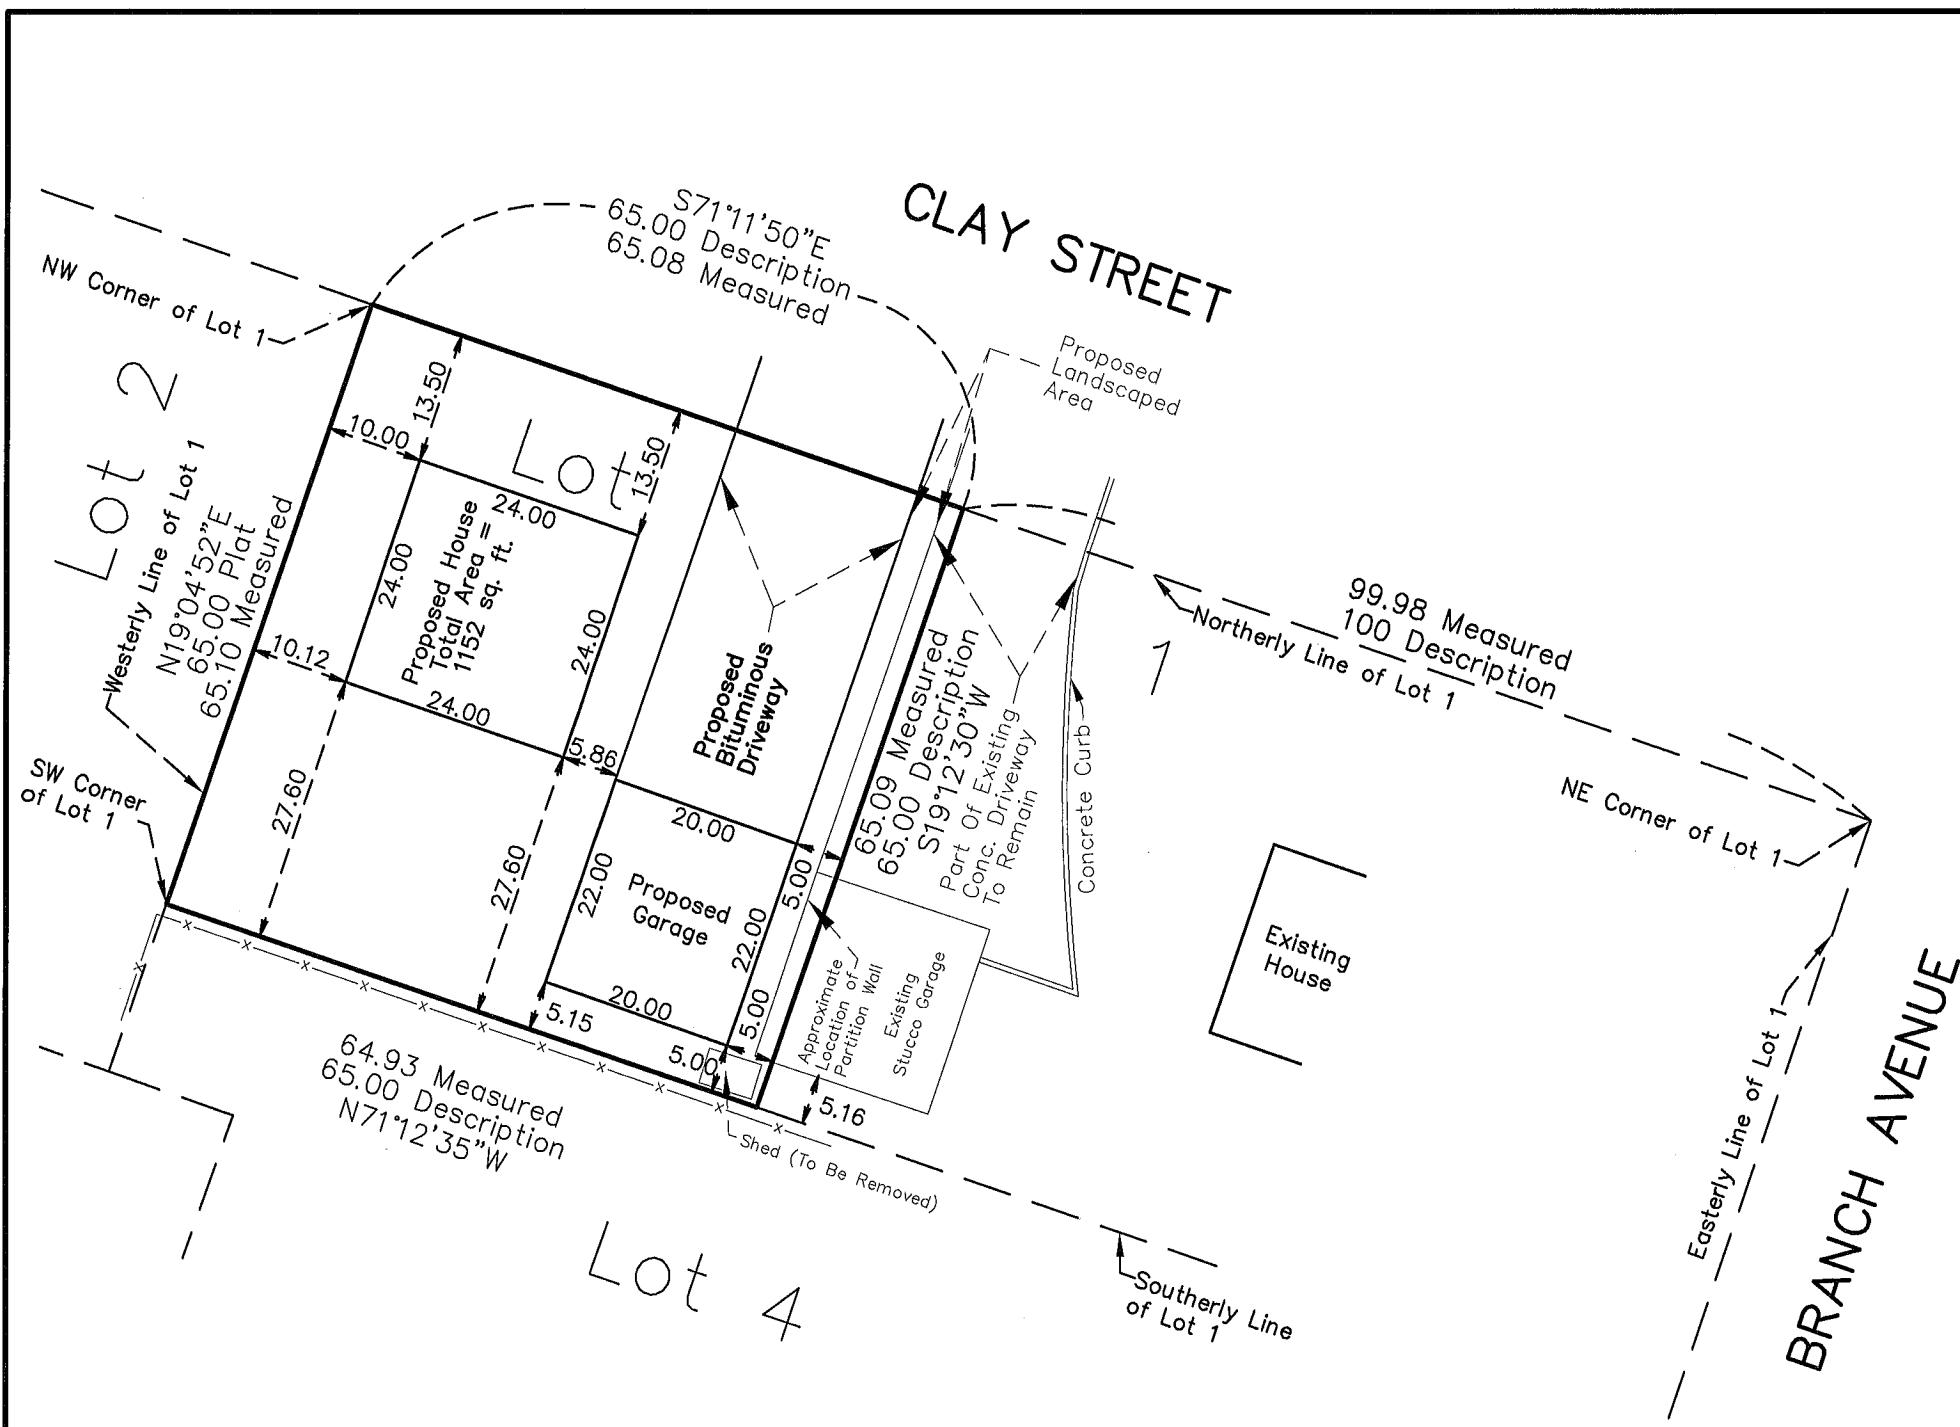 CLAY STREET
S71°11'50"E
65.00 Description
65.08 Measured
NW Corner of Lot 1
Proposed
Landscaped
Area
Lot 2
Westerly Line of Lot 1
N19°04'52"E
65.00 Plat
65.10 Measured
13.50
10.00
Lot
13.50
24.00
24.00
Proposed House
Total Area =
1152 sq. ft.
24.00
10.12
24.00
5.86
27.60
27.60
Proposed
Bituminous
Driveway
20.00
22.00
Proposed
Garage
22.00
5.00
20.00
5.15
5.00
5.00
65.09 Measured
65.00 Description
S19°12'30"W
Part Of Existing
Conc. Driveway
To Remain
Concrete Curb
1
Northerly Line of Lot 1
99.98 Measured
100 Description
NE Corner of Lot 1
SW Corner
of Lot 1
Existing
House
Approximate
Location of
Partition Wall
Existing
Stucco Garage
5.16
Shed (To Be Removed)
64.93 Measured
65.00 Description
N71°12'35"W
Lot 4
Southerly Line
of Lot 1
Easterly Line of Lot 1
BRANCH AVENUE